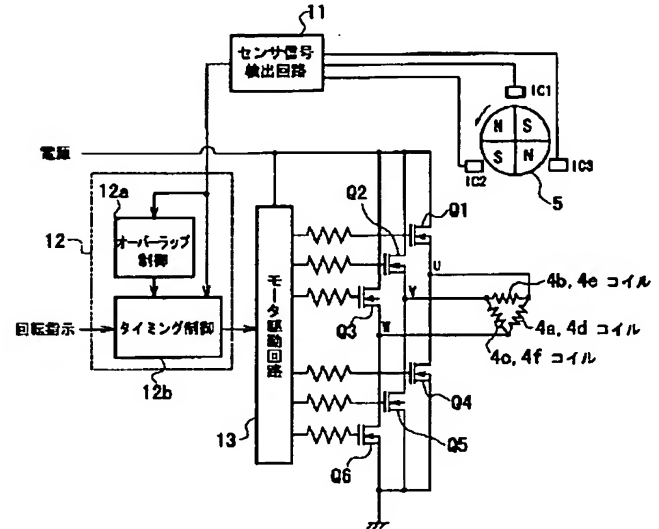 11
センサ信号
検出回路
IC1
N S
S N
IC2
IC3
5
電源
12a
12
オーバーラップ
制御
回転指示
タイミング制御
12b
モータ駆動回路
13
Q1
Q2
Q3
Q4
Q5
Q6
U
V
W
4b, 4e コイル
4a, 4d コイル
4c, 4f コイル